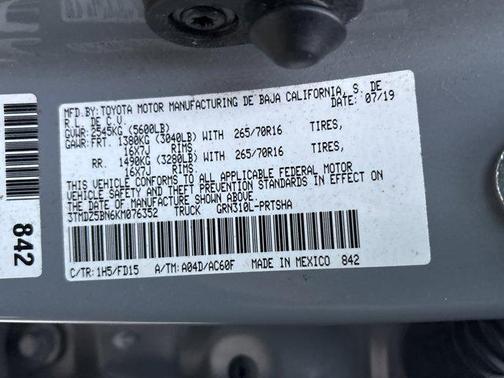 MFD.BY:TOYOTA MOTOR MANUFACTURING DE BAJA CALIFORNIA, S. DE
R.L. DE C.V. DATE: 07/19
GVWR: 2545KG (5600LB)
GAWR: FRT. 1380KG (3040LB) WITH 265/70R16 TIRES,
16X7J RIMS
RR. 1490KG (3280LB) WITH 265/70R16 TIRES,
16X7J RIMS
THIS VEHICLE CONFORMS TO ALL APPLICABLE FEDERAL MOTOR
VEHICLE SAFETY AND THEFT PREVENTION STANDARDS IN EFFECT ON
THE DATE OF MANUFACTURE SHOWN ABOVE
3TMDZ5BN6KM076352 TRUCK GRN310L-PRTSHA
C/TR: 1H5/FD15 A/TM: A04D/AC60F MADE IN MEXICO 842
842